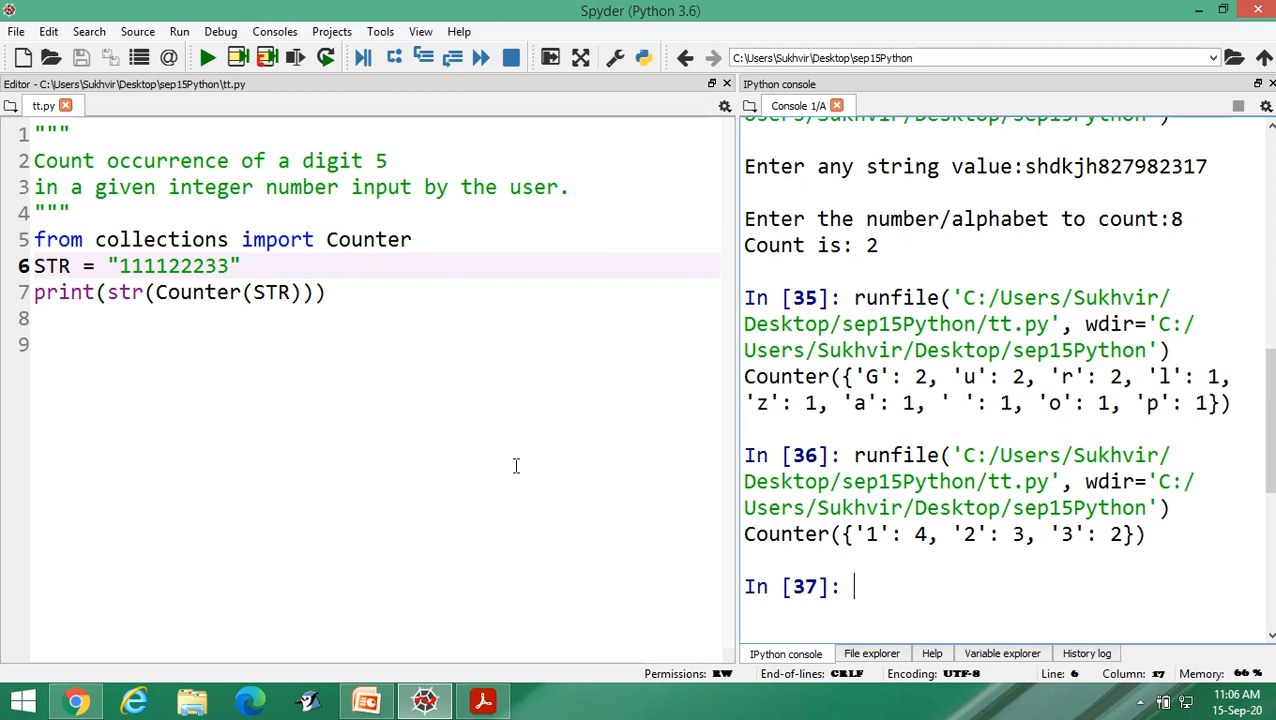 Spyder (Python 3.6)
File Edit Search Source Run Debug Consoles Projects Tools View Help
C:\Users\Sukhvir\Desktop\sep15Python
Editor - C:\Users\Sukhvir\Desktop\sep15Python\tt.py
tt.py
1 """
2 Count occurrence of a digit 5
3 in a given integer number input by the user.
4 """
5 from collections import Counter
6 STR = "111122233"
7 print(str(Counter(STR)))
8
9
IPython console
Console 1/A
Users/Sukhvir/Desktop/sep15Python')
Enter any string value:shdkjh827982317
Enter the number/alphabet to count:8
Count is: 2
In [35]: runfile('C:/Users/Sukhvir/
Desktop/sep15Python/tt.py', wdir='C:/
Users/Sukhvir/Desktop/sep15Python')
Counter({'G': 2, 'u': 2, 'r': 2, 'l': 1,
'z': 1, 'a': 1, ' ': 1, 'o': 1, 'p': 1})
In [36]: runfile('C:/Users/Sukhvir/
Desktop/sep15Python/tt.py', wdir='C:/
Users/Sukhvir/Desktop/sep15Python')
Counter({'1': 4, '2': 3, '3': 2})
In [37]:
IPython console File explorer Help Variable explorer History log
Permissions: RW End-of-lines: CRLF Encoding: UTF-8 Line: 6 Column: 17 Memory: 66 %
11:06 AM
15-Sep-20